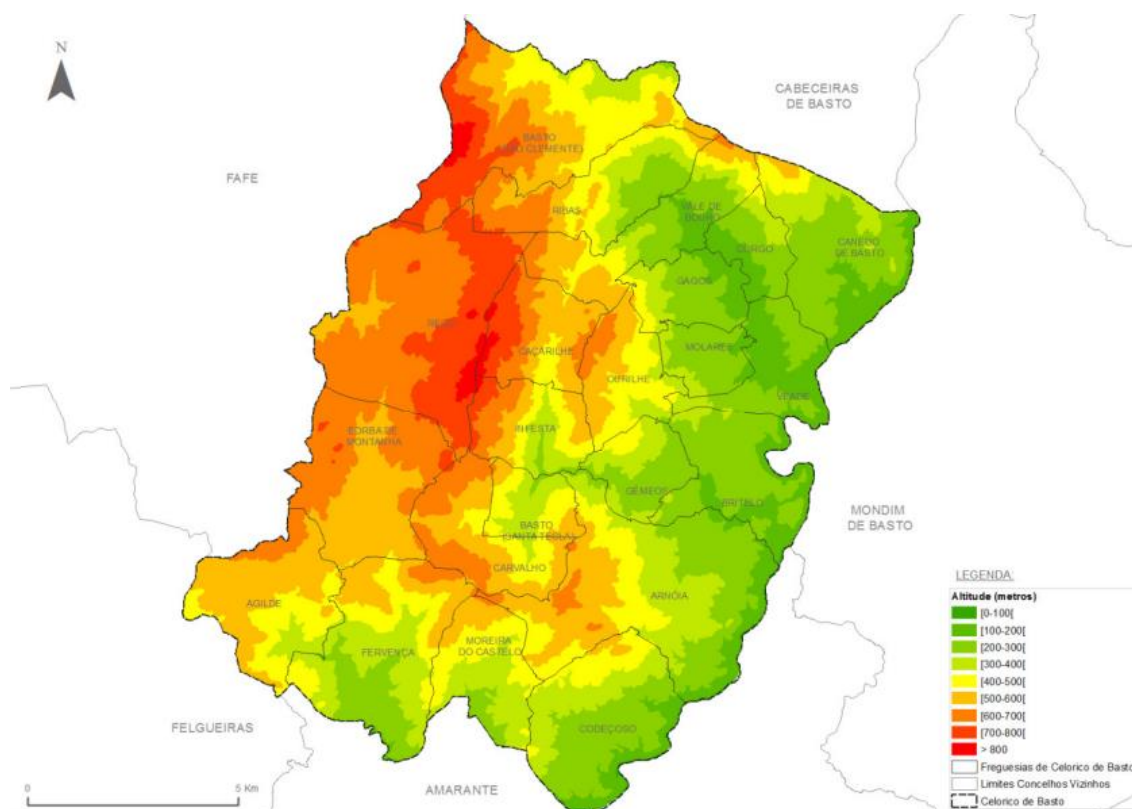 N
CABECEIRAS
DE BASTO
FAFE
BASTO
CLEMENTE)
RIBAS
VALE DE
BOURO
CORGO
CANEDO
DE BASTO
GAGOS
REGO
CAÇARILHE
MOLARES
OURILHE
VEADE
BORBA DE
MONTANHA
INFESTA
GÉMEOS
BRITELO
MONDIM
DE BASTO
BASTO
(SANTA TECLA)
CARVALHO
ARNÓIA
AGILDE
FERVENÇA
MOREIRA
DO CASTELO
CODEÇOSO
FELGUEIRAS
AMARANTE
0 5 Km
LEGENDA:
Altitude (metros)
[0-100[
[100-200[
[200-300[
[300-400[
[400-500[
[500-600[
[600-700[
[700-800[
> 800
Freguesias de Celorico de Basto
Limites Concelhos Vizinhos
Celorico de Basto